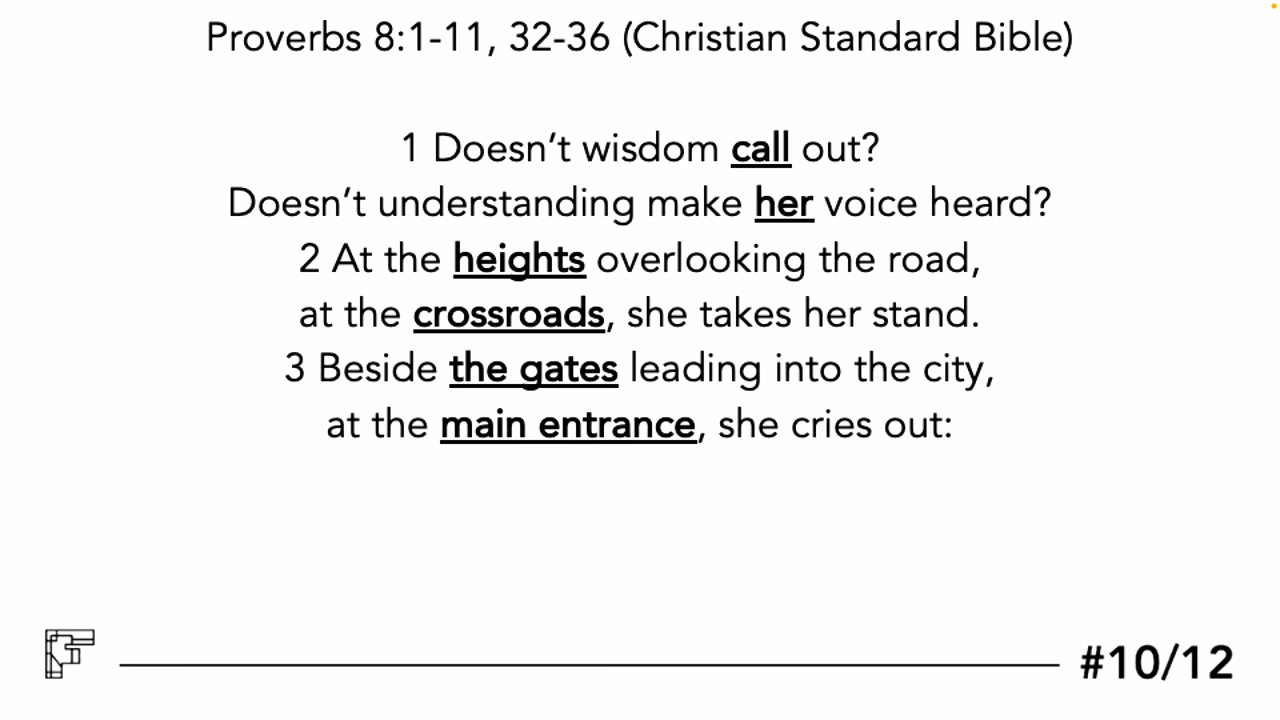 Proverbs 8:1-11, 32-36 (Christian Standard Bible)
1 Doesn’t wisdom call out?
Doesn’t understanding make her voice heard?
2 At the heights overlooking the road,
at the crossroads, she takes her stand.
3 Beside the gates leading into the city,
at the main entrance, she cries out:
#10/12